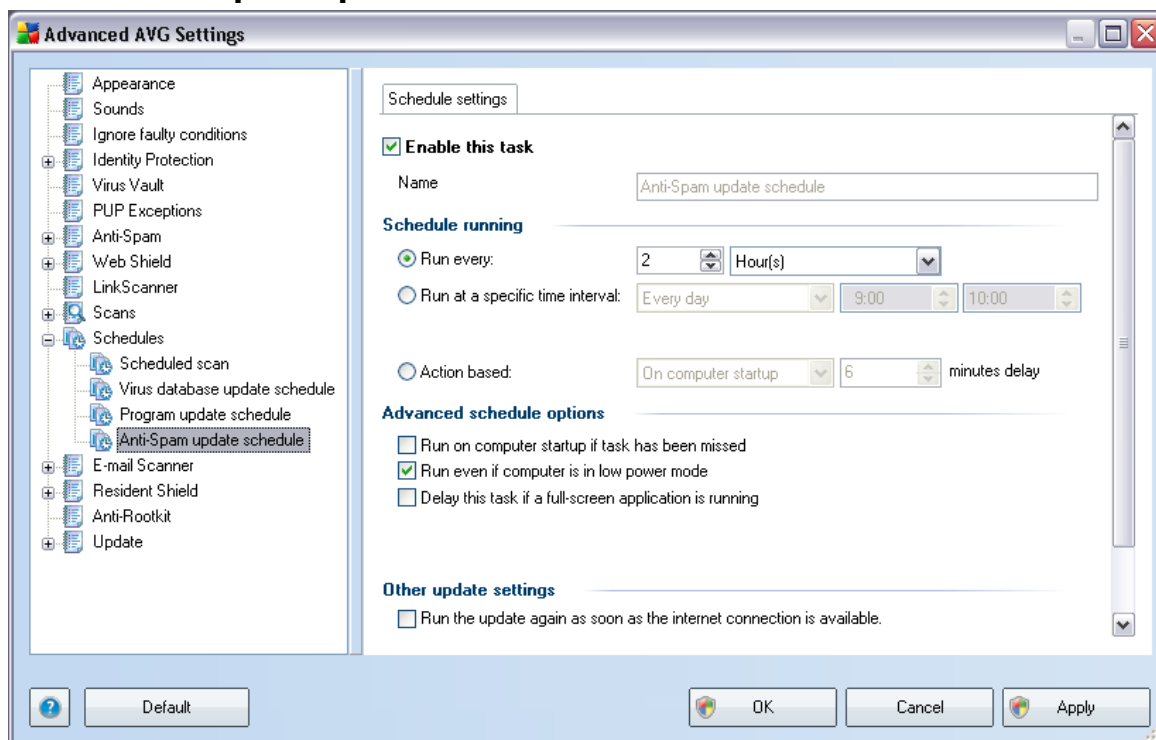 Advanced AVG Settings
Appearance
Sounds
Ignore faulty conditions
Identity Protection
Virus Vault
PUP Exceptions
Anti-Spam
Web Shield
LinkScanner
Scans
Schedules
Scheduled scan
Virus database update schedule
Program update schedule
Anti-Spam update schedule
E-mail Scanner
Resident Shield
Anti-Rootkit
Update
Schedule settings
Enable this task
Name Anti-Spam update schedule
Schedule running
Run every: 2 Hour(s)
Run at a specific time interval: Every day 9:00 10:00
Action based: On computer startup 6 minutes delay
Advanced schedule options
Run on computer startup if task has been missed
Run even if computer is in low power mode
Delay this task if a full-screen application is running
Other update settings
Run the update again as soon as the internet connection is available.
? Default OK Cancel Apply